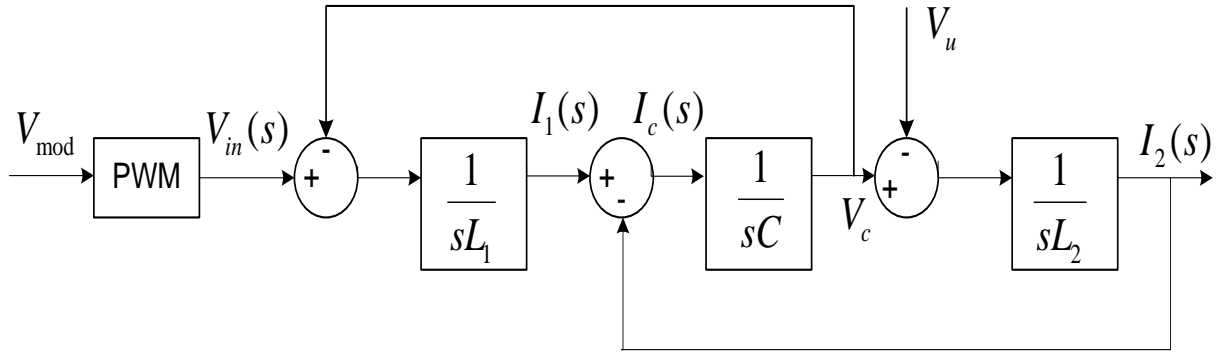 V_u
V_mod
PWM
V_in(s)
-
+
1
sL_1
I_1(s)
+
-
I_c(s)
1
sC
V_c
-
+
1
sL_2
I_2(s)